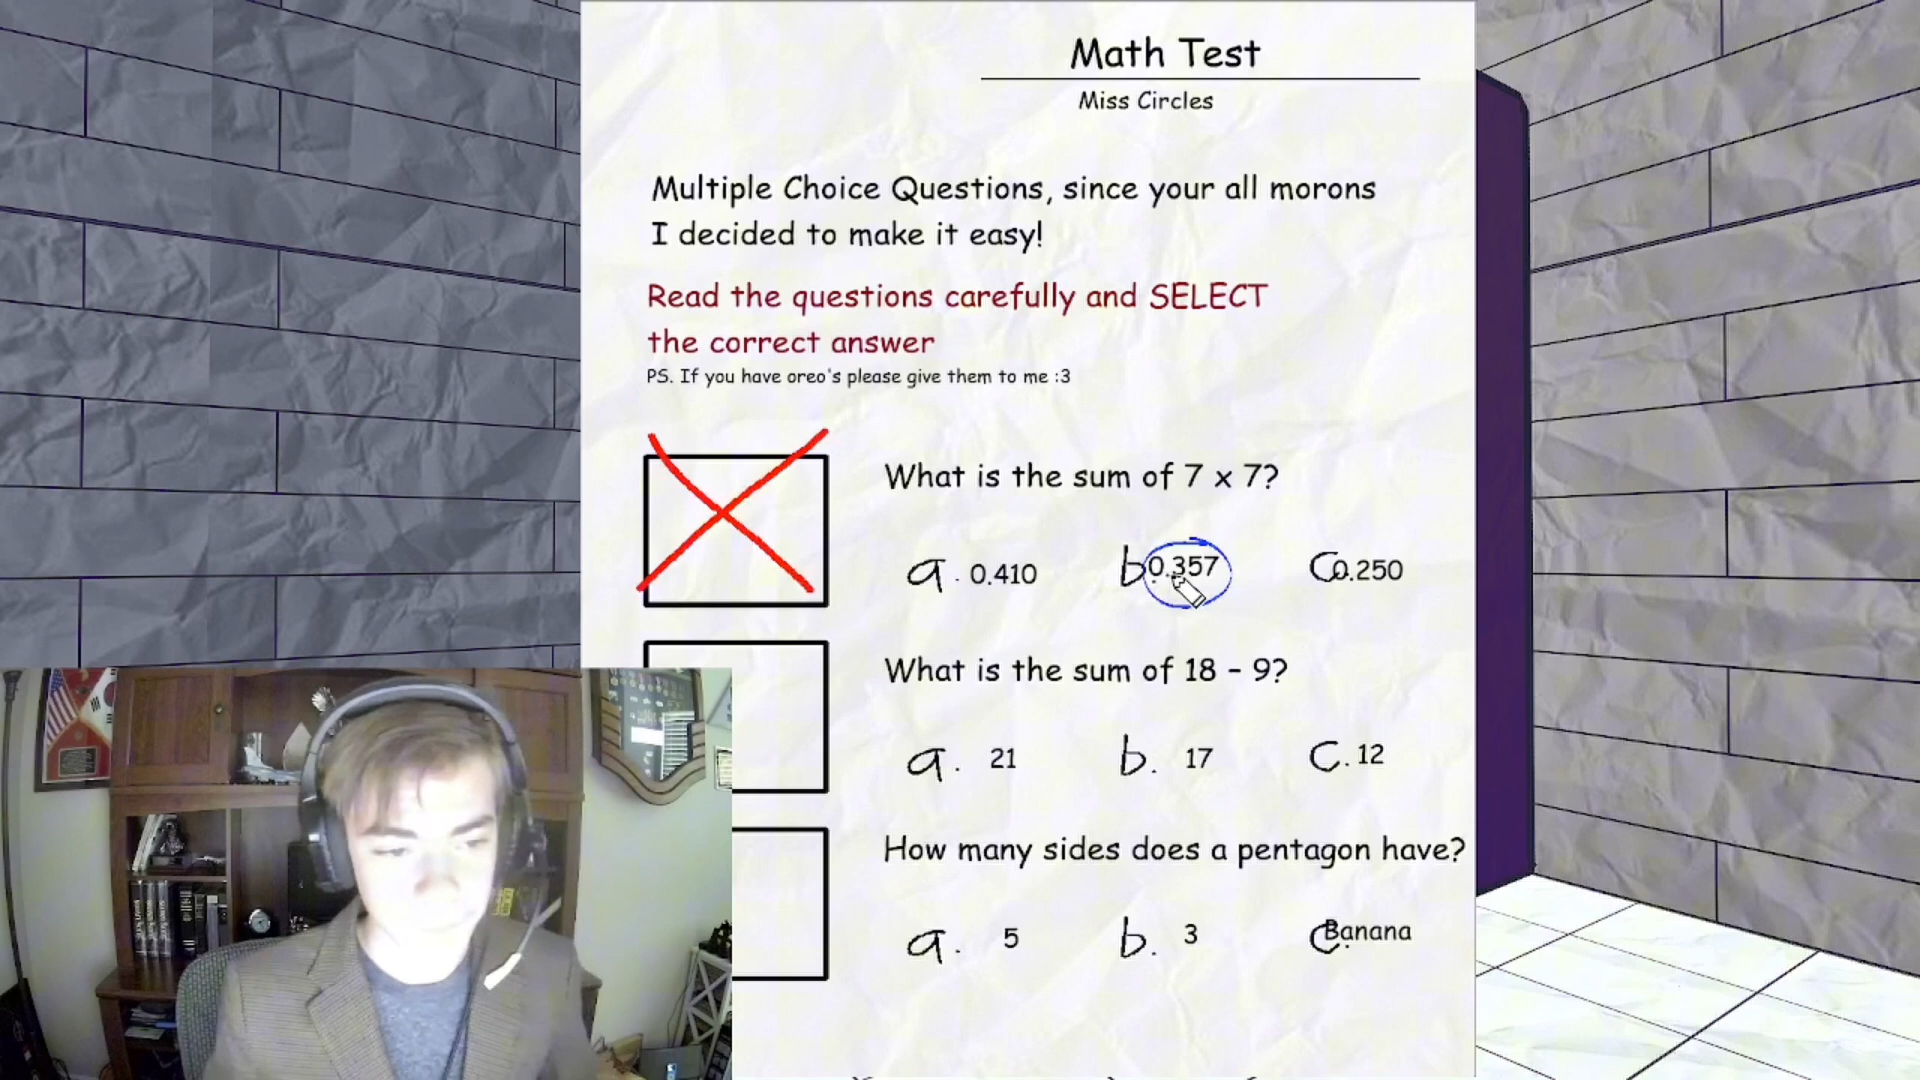 Math Test
Miss Circles
Multiple Choice Questions, since your all morons
I decided to make it easy!
Read the questions carefully and SELECT
the correct answer
PS. If you have oreo's please give them to me :3
What is the sum of 7 x 7?
a. 0.410 b. 0.357 C. 0.250
What is the sum of 18 - 9?
a. 21 b. 17 C. 12
How many sides does a pentagon have?
a. 5 b. 3 C. Banana